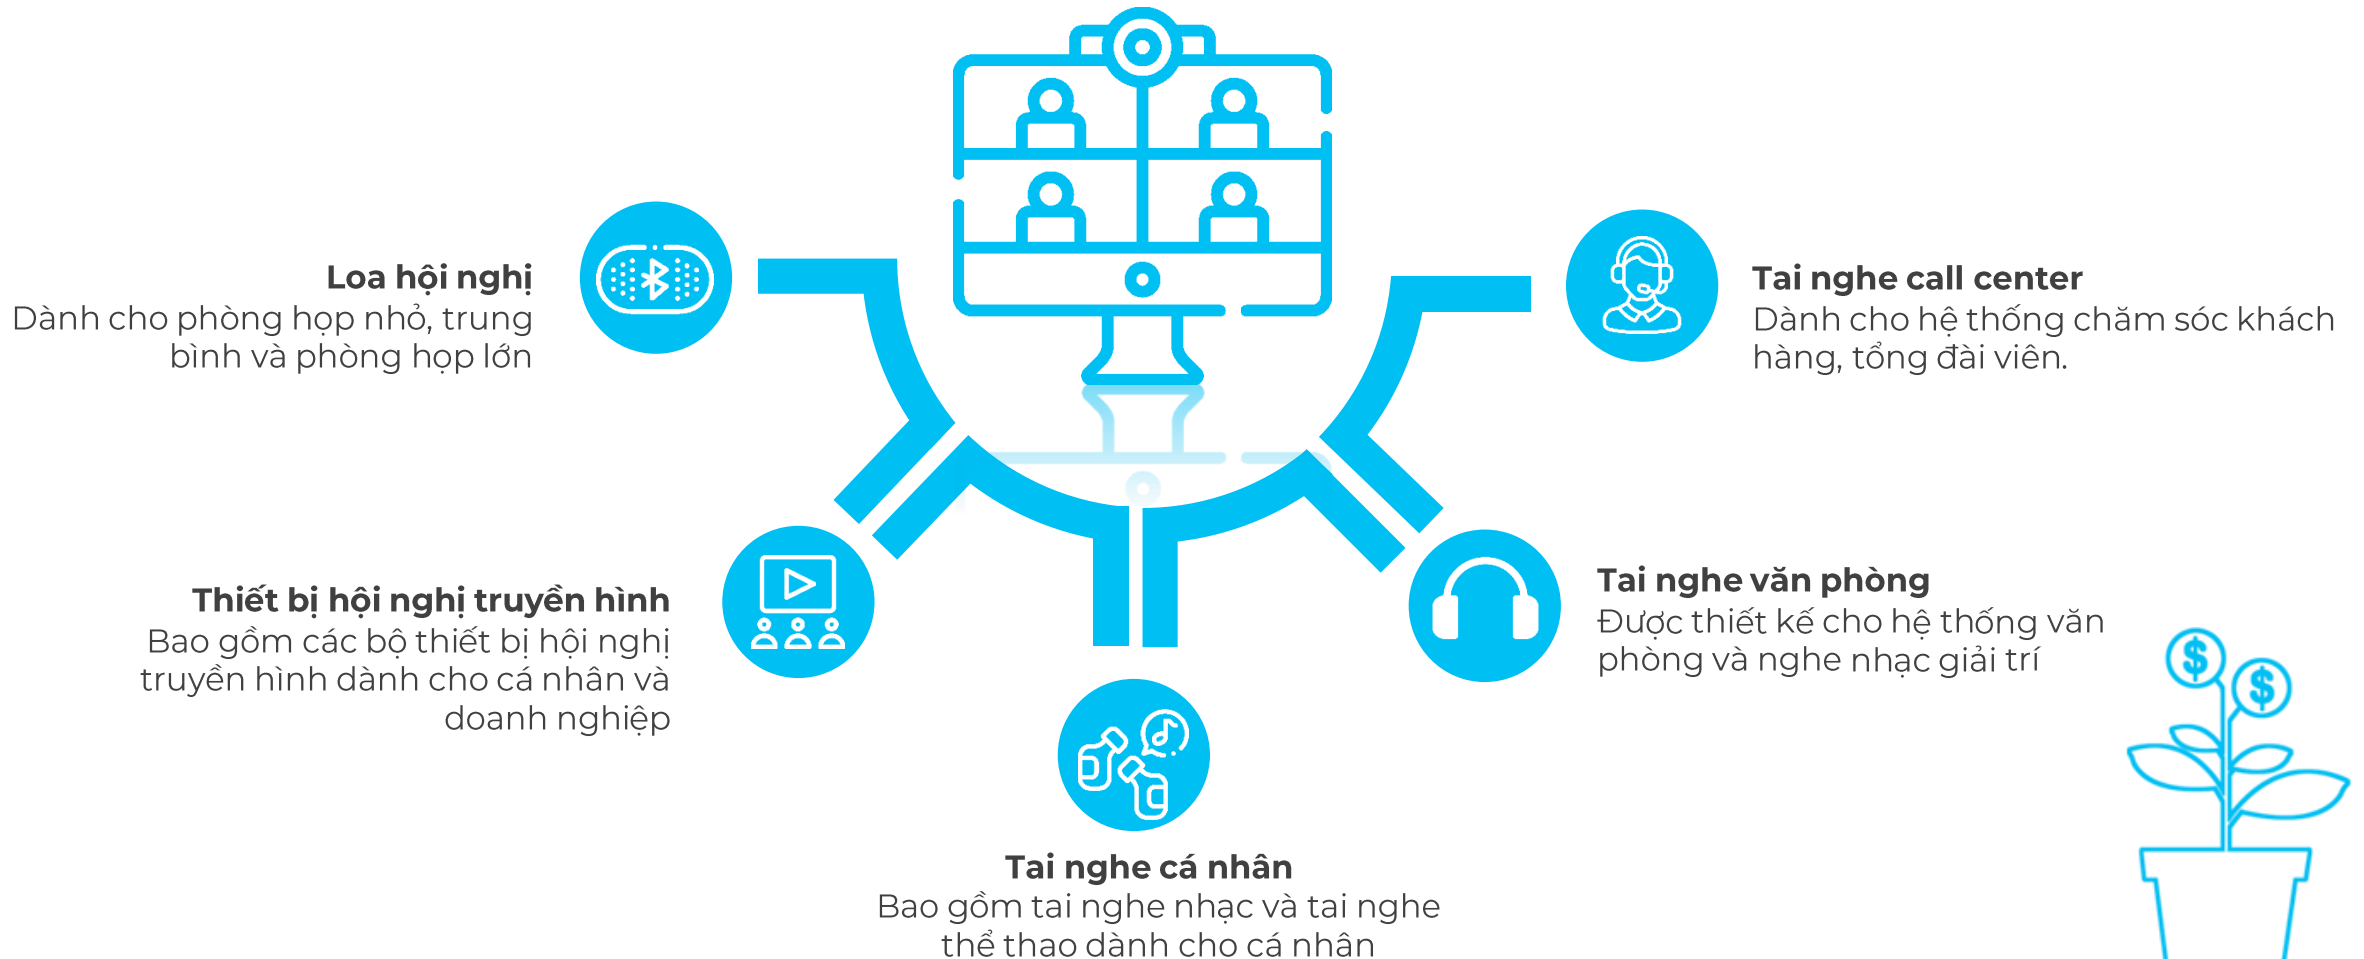 Loa hội nghị
Dành cho phòng họp nhỏ, trung
bình và phòng họp lớn
Thiết bị hội nghị truyền hình
Bao gồm các bộ thiết bị hội nghị
truyền hình dành cho cá nhân và
doanh nghiệp
Tai nghe cá nhân
Bao gồm tai nghe nhạc và tai nghe
thể thao dành cho cá nhân
Tai nghe văn phòng
Được thiết kế cho hệ thống văn
phòng và nghe nhạc giải trí
Tai nghe call center
Dành cho hệ thống chăm sóc khách
hàng, tổng đài viên.
$
$